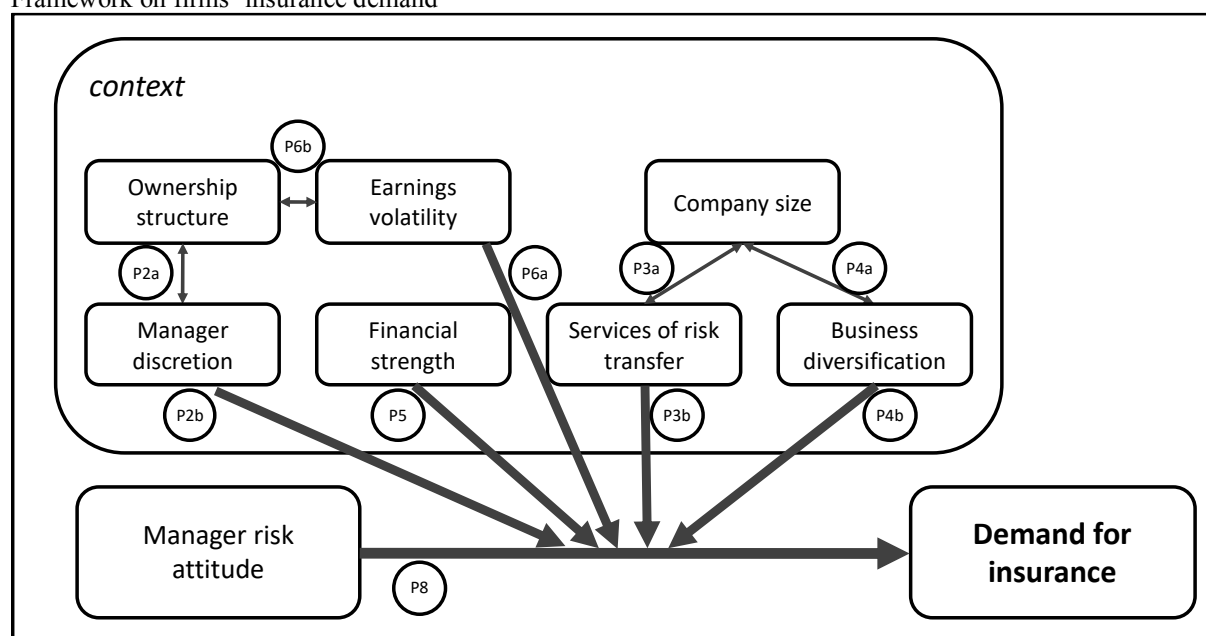 Framework on firms' insurance demand
context
P6b
Ownership
structure
Earnings
volatility
Company size
P2a
P6a
P3a
P4a
Manager
discretion
Financial
strength
Services of risk
transfer
Business
diversification
P2b
P5
P3b
P4b
Manager risk
attitude
P8
Demand for
insurance